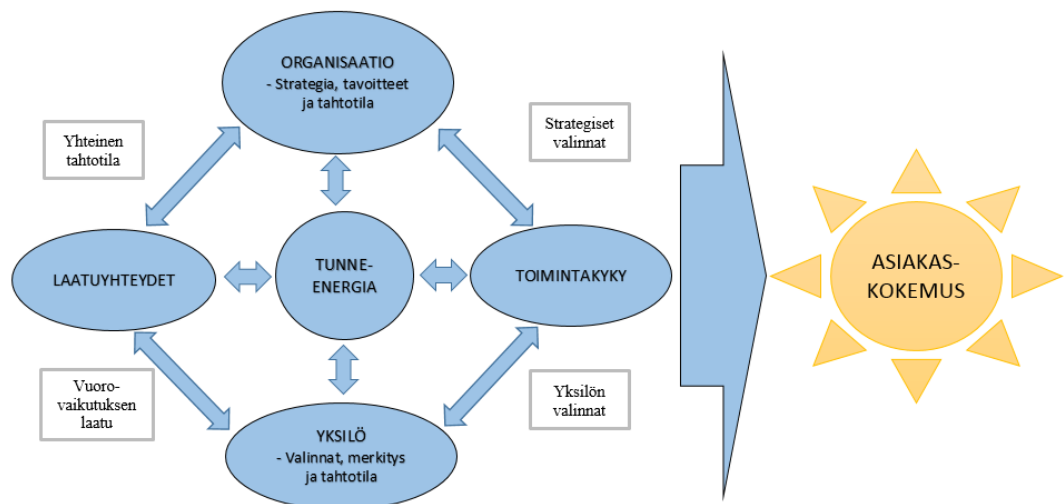 ORGANISAATIO
- Strategia, tavoitteet
ja tahtotila
Yhteinen
tahtotila
Strategiset
valinnat
LAATUYHTEYDET
TUNNE-
ENERGIA
TOIMINTAKYKY
ASIAKAS-
KOKEMUS
Vuoro-
vaikutuksen
laatu
Yksilön
valinnat
YKSILÖ
- Valinnat, merkitys
ja tahtotila